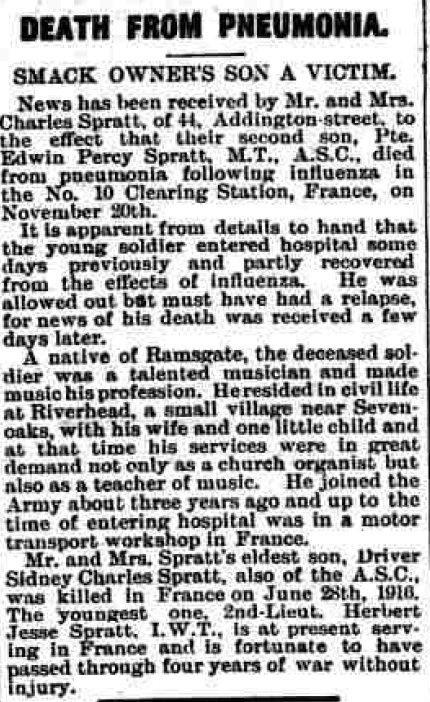 DEATH FROM PNEUMONIA.
SMACK OWNER'S SON A VICTIM.
News has been received by Mr. and Mrs.
Charles Spratt, of 44, Addington-street, to
the effect that their second son, Pte.
Edwin Percy Spratt, M.T., A.S.C., died
from pneumonia following influenza in
the No. 10 Clearing Station, France, on
November 20th.
It is apparent from details to hand that
the young soldier entered hospital some
days previously and partly recovered
from the effects of influenza. He was
allowed out but must have had a relapse,
for news of his death was received a few
days later.
A native of Ramsgate, the deceased sol-
dier was a talented musician and made
music his profession. He resided in civil life
at Riverhead, a small village near Seven-
oaks, with his wife and one little child and
at that time his services were in great
demand not only as a church organist but
also as a teacher of music. He joined the
Army about three years ago and up to the
time of entering hospital was in a motor
transport workshop in France.
Mr. and Mrs. Spratt's eldest son, Driver
Sidney Charles Spratt, also of the A.S.C.,
was killed in France on June 28th, 1916.
The youngest one, 2nd-Lieut. Herbert
Jesse Spratt, I.W.T., is at present serv-
ing in France and is fortunate to have
passed through four years of war without
injury.